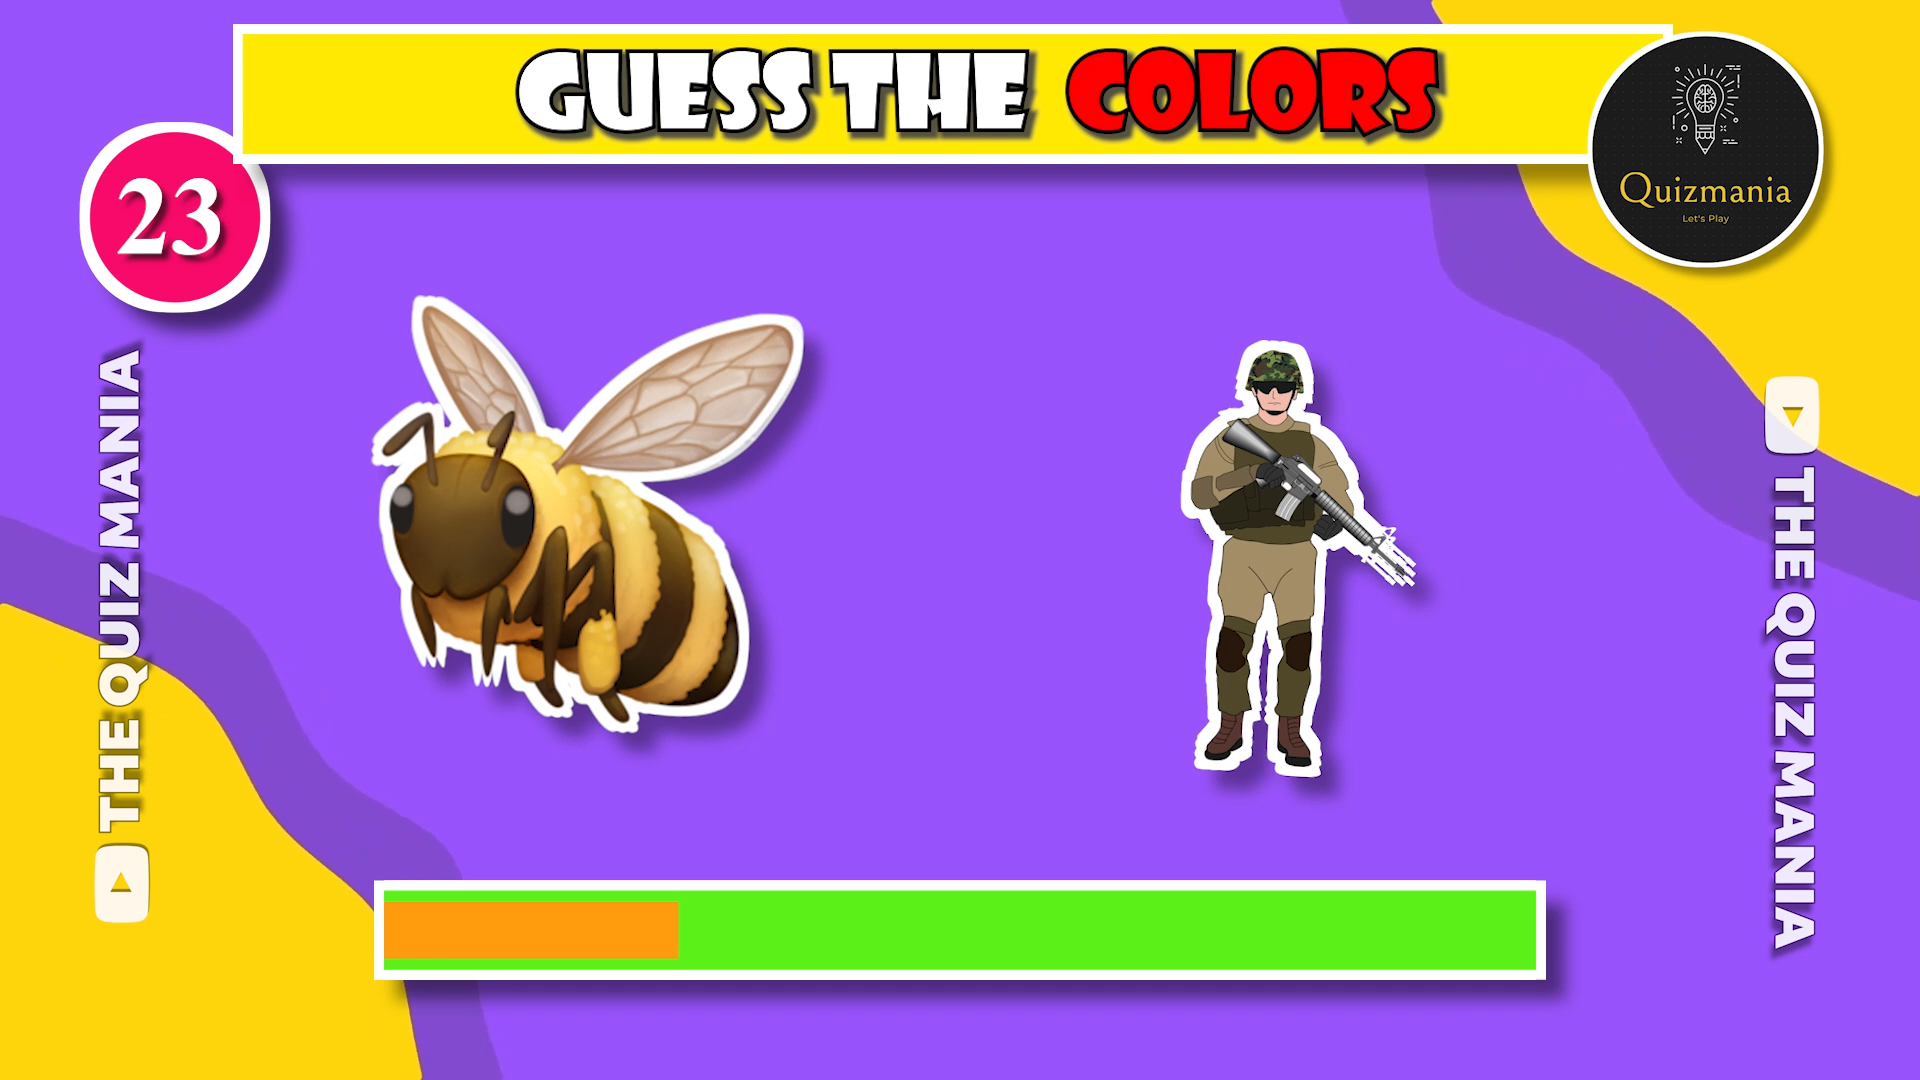 GUESS THE COLORS
23
Quizmania
Let's Play
THE QUIZ MANIA
THE QUIZ MANIA